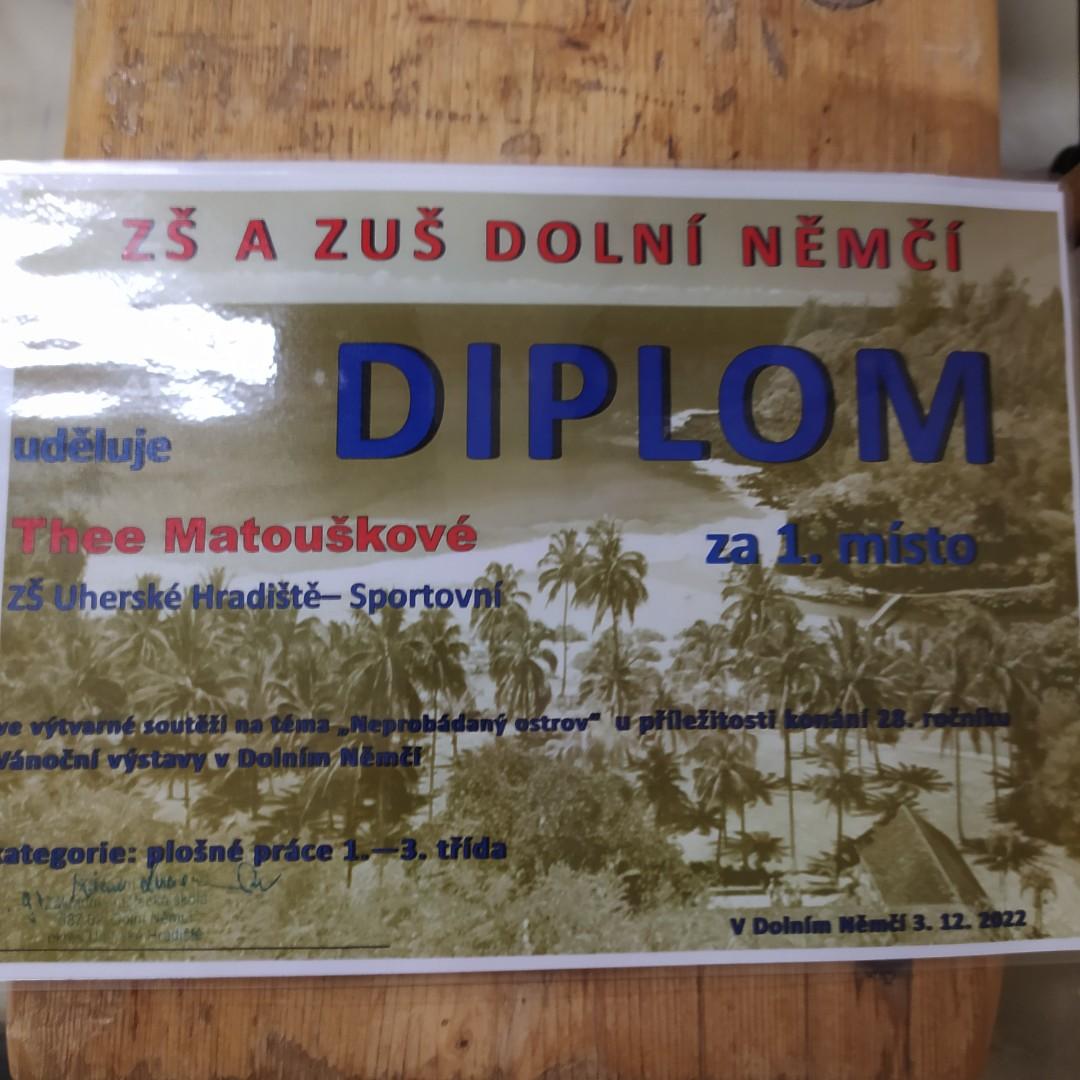 ZŠ A ZUŠ DOLNÍ NĚMČÍ
DIPLOM
uděluje
Thee Matouškové
za 1. místo
ZŠ Uherské Hradiště– Sportovní
ve výtvarné soutěži na téma „Neprobádaný ostrov“ u příležitosti konání 28. ročníku
Vánoční výstavy v Dolním Němčí
kategorie: plošné práce 1.—3. třída
V Dolním Němčí 3. 12. 2022